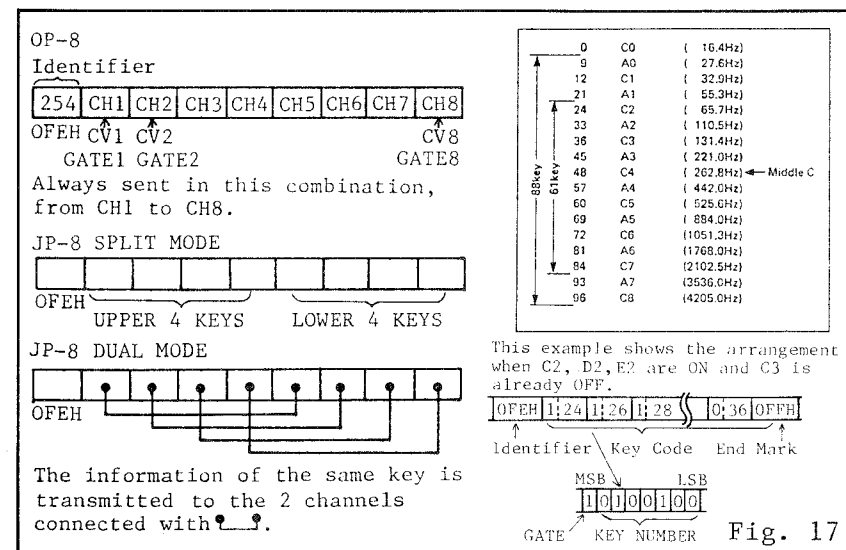 OP-8
Identifier
254 CH1 CH2 CH3 CH4 CH5 CH6 CH7 CH8
OFEH CV1 CV2 CV8
GATE1 GATE2 GATE8
Always sent in this combination,
from CH1 to CH8.
JP-8 SPLIT MODE
OFEH
UPPER 4 KEYS LOWER 4 KEYS
JP-8 DUAL MODE
OFEH
The information of the same key is
transmitted to the 2 channels
connected with .
0 C0 ( 16.4Hz)
9 A0 ( 27.6Hz)
12 C1 ( 32.9Hz)
21 A1 ( 55.3Hz)
24 C2 ( 65.7Hz)
33 A2 ( 110.5Hz)
36 C3 ( 131.4Hz)
45 A3 ( 221.0Hz)
48 C4 ( 262.8Hz) Middle C
57 A4 ( 442.0Hz)
60 C5 ( 525.6Hz)
69 A5 ( 884.0Hz)
72 C6 (1051.3Hz)
81 A6 (1768.0Hz)
84 C7 (2102.5Hz)
93 A7 (3536.0Hz)
96 C8 (4205.0Hz)
88key
61key
This example shows the arrangement
when C2, D2, E2 are ON and C3 is
already OFF.
OFEH 1 24 1 26 1 28 0 36 OFFH
Identifier Key Code End Mark
MSB LSB
1 0 1 0 0 1 0 0
GATE KEY NUMBER
Fig. 17